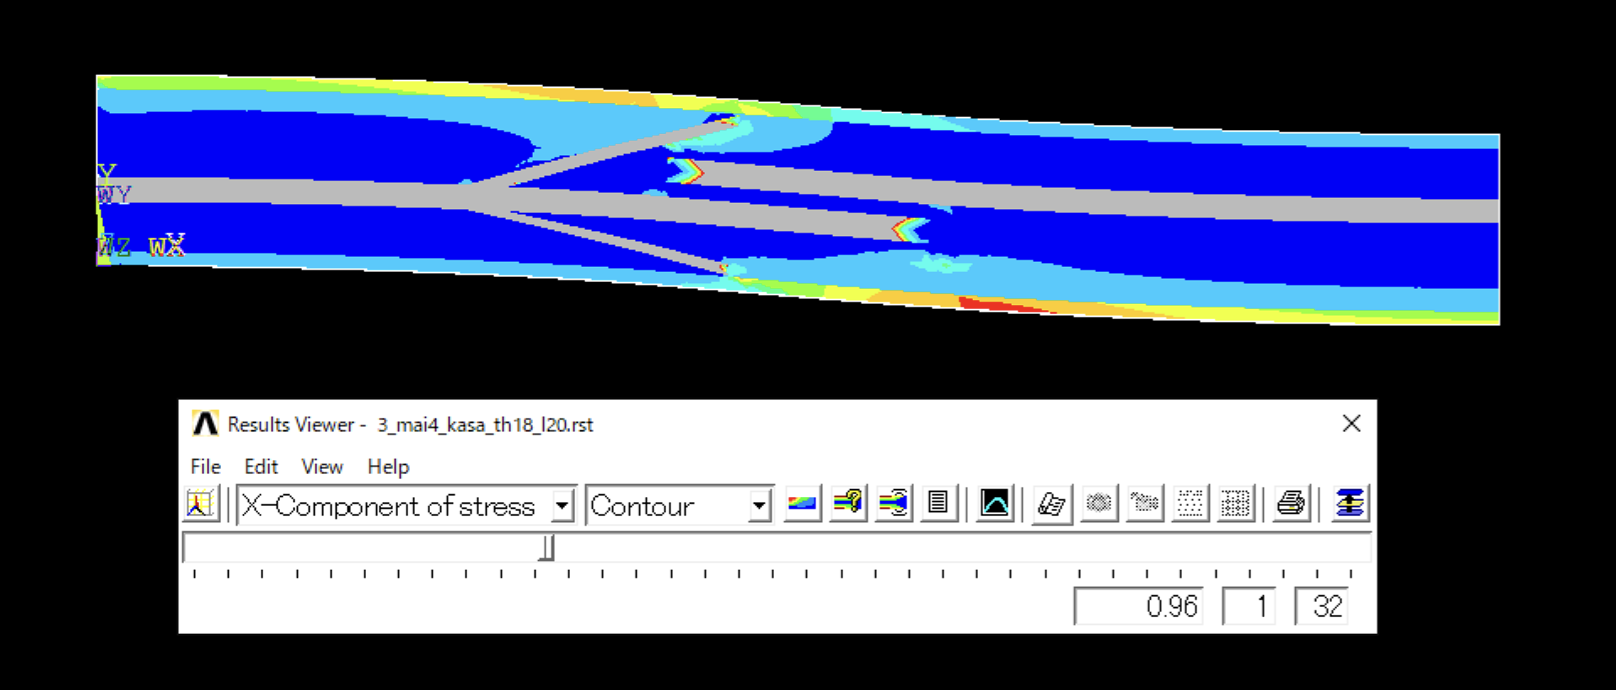 Y
WY
WZ WX
Results Viewer - 3_mai4_kasa_th18_l20.rst
File Edit View Help
X-Component of stress Contour
0.96 1 32